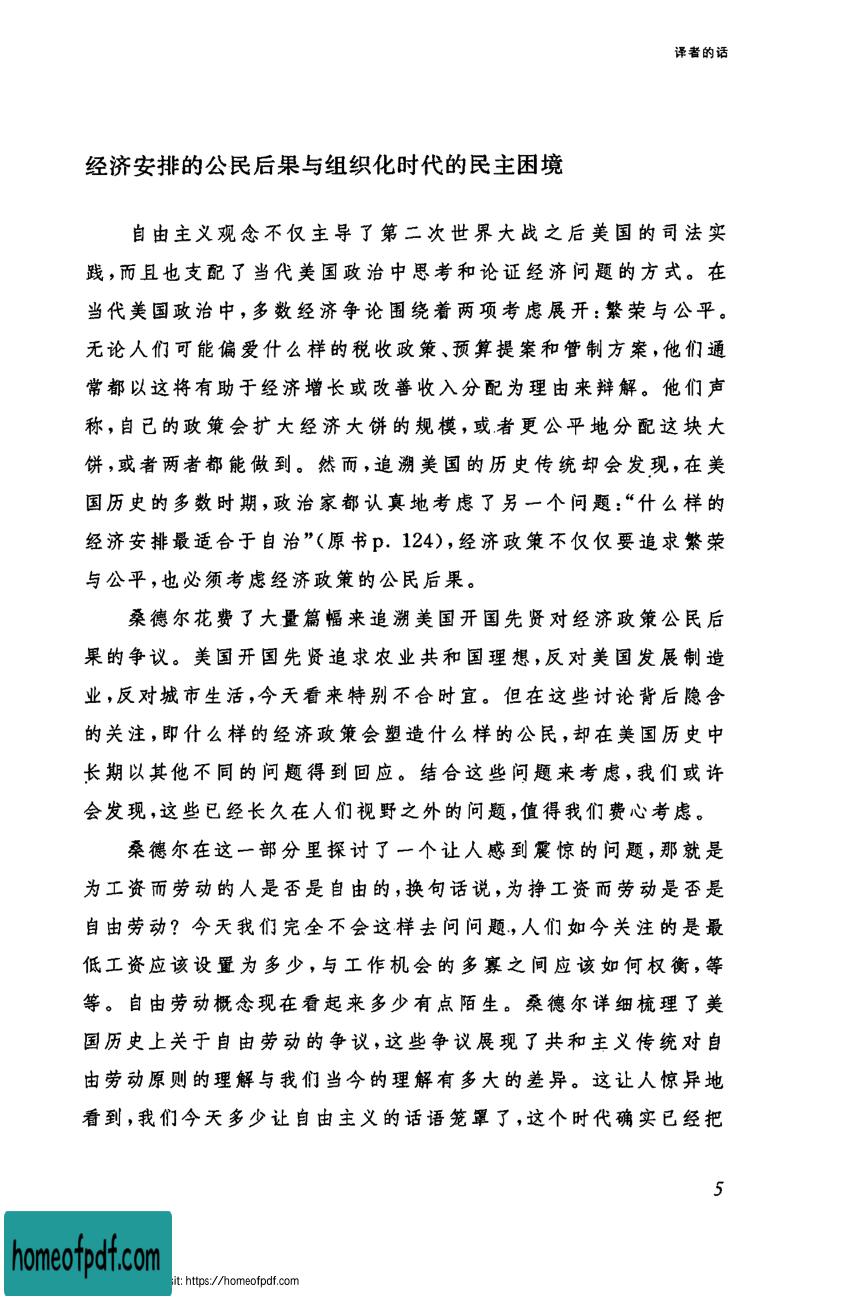 译者的话
经济安排的公民后果与组织化时代的民主困境
自由主义观念不仅主导了第二次世界大战之后美国的司法实
践,而且也支配了当代美国政治中思考和论证经济问题的方式。在
当代美国政治中,多数经济争论围绕着两项考虑展开:繁荣与公平。
无论人们可能偏爱什么样的税收政策、预算提案和管制方案,他们通
常都以这将有助于经济增长或改善收入分配为理由来辩解。他们声
称,自己的政策会扩大经济大饼的规模,或者更公平地分配这块大
饼,或者两者都能做到。然而,追溯美国的历史传统却会发现,在美
国历史的多数时期,政治家都认真地考虑了另一个问题:“什么样的
经济安排最适合于自治”(原书p. 124),经济政策不仅仅要追求繁荣
与公平,也必须考虑经济政策的公民后果。
桑德尔花费了大量篇幅来追溯美国开国先贤对经济政策公民后
果的争议。美国开国先贤追求农业共和国理想,反对美国发展制造
业,反对城市生活,今天看来特别不合时宜。但在这些讨论背后隐含
的关注,即什么样的经济政策会塑造什么样的公民,却在美国历史中
长期以其他不同的问题得到回应。结合这些问题来考虑,我们或许
会发现,这些已经长久在人们视野之外的问题,值得我们费心考虑。
桑德尔在这一部分里探讨了一个让人感到震惊的问题,那就是
为工资而劳动的人是否是自由的,换句话说,为挣工资而劳动是否是
自由劳动?今天我们完全不会这样去问问题,人们如今关注的是最
低工资应该设置为多少,与工作机会的多寡之间应该如何权衡,等
等。自由劳动概念现在看起来多少有点陌生。桑德尔详细梳理了美
国历史上关于自由劳动的争议,这些争议展现了共和主义传统对自
由劳动原则的理解与我们当今的理解有多大的差异。这让人惊异地
看到,我们今天多少让自由主义的话语笼罩了,这个时代确实已经把
5
homeofpdf.com
sit: https://homeofpdf.com